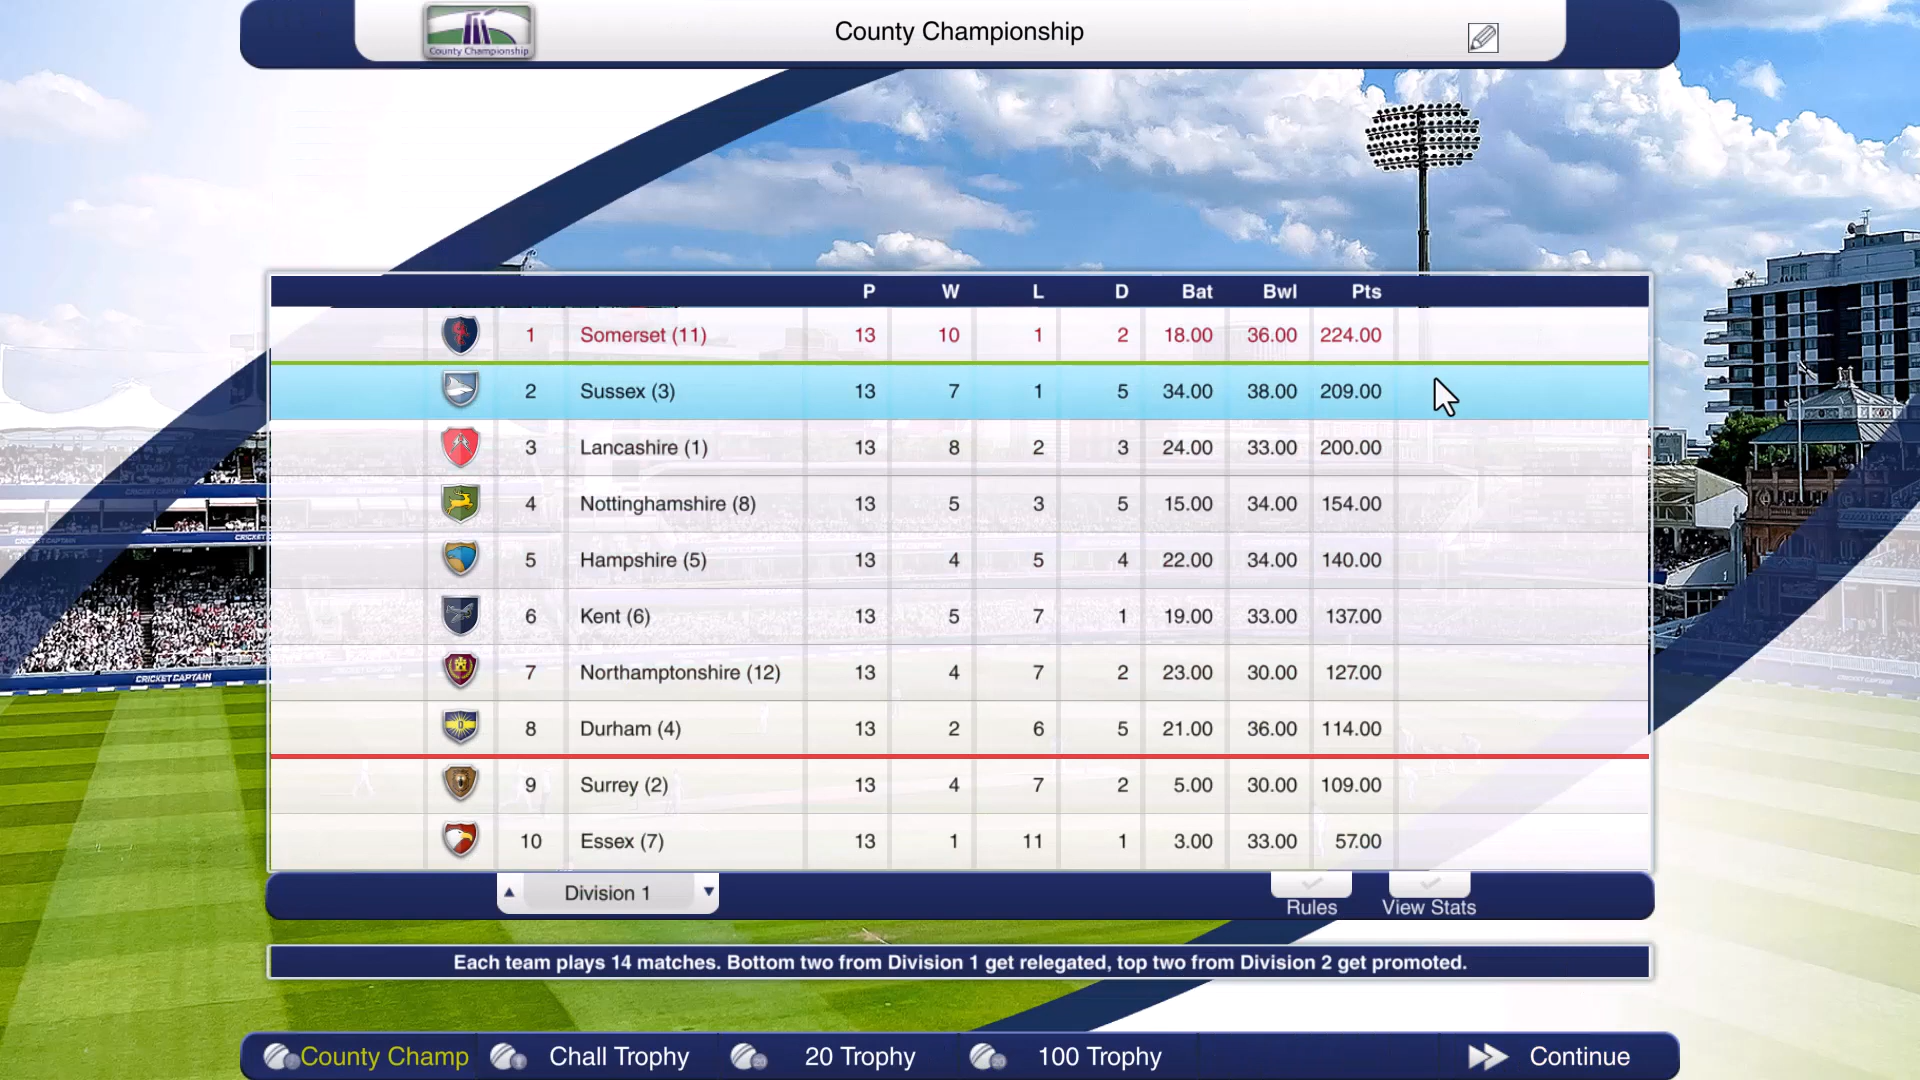 County Championship
County Championship
P W L D Bat Bwl Pts
1 Somerset (11) 13 10 1 2 18.00 36.00 224.00
2 Sussex (3) 13 7 1 5 34.00 38.00 209.00
3 Lancashire (1) 13 8 2 3 24.00 33.00 200.00
4 Nottinghamshire (8) 13 5 3 5 15.00 34.00 154.00
5 Hampshire (5) 13 4 5 4 22.00 34.00 140.00
6 Kent (6) 13 5 7 1 19.00 33.00 137.00
7 Northamptonshire (12) 13 4 7 2 23.00 30.00 127.00
8 Durham (4) 13 2 6 5 21.00 36.00 114.00
9 Surrey (2) 13 4 7 2 5.00 30.00 109.00
10 Essex (7) 13 1 11 1 3.00 33.00 57.00
CRICKET CAPTAIN
Division 1
Rules
View Stats
Each team plays 14 matches. Bottom two from Division 1 get relegated, top two from Division 2 get promoted.
County Champ
Chall Trophy
20 Trophy
100 Trophy
Continue